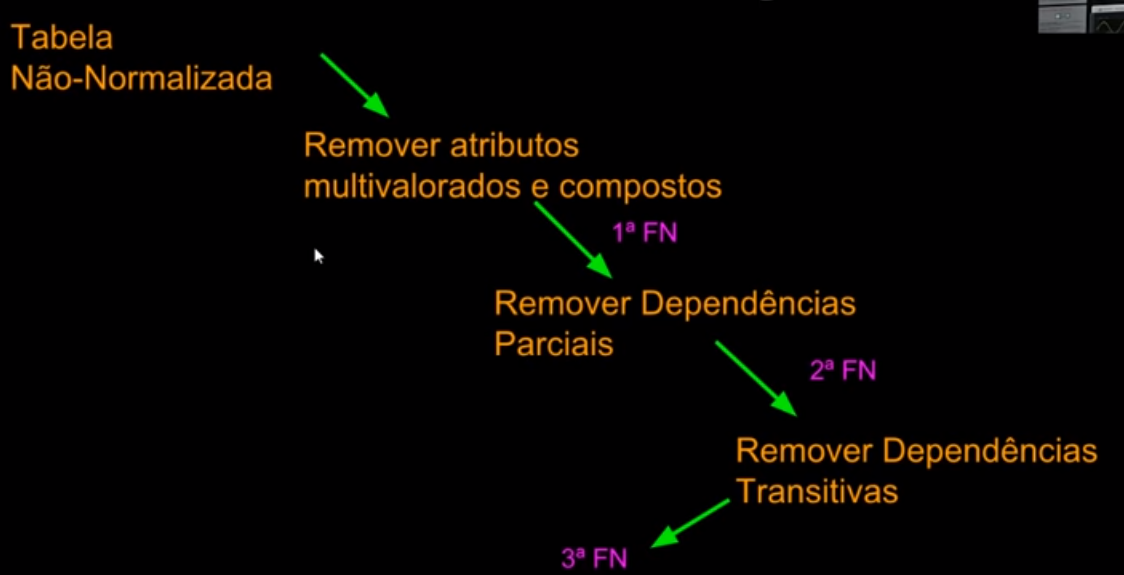 Tabela
Não-Normalizada
Remover atributos
multivalorados e compostos
1ª FN
Remover Dependências
Parciais
2ª FN
Remover Dependências
Transitivas
3ª FN